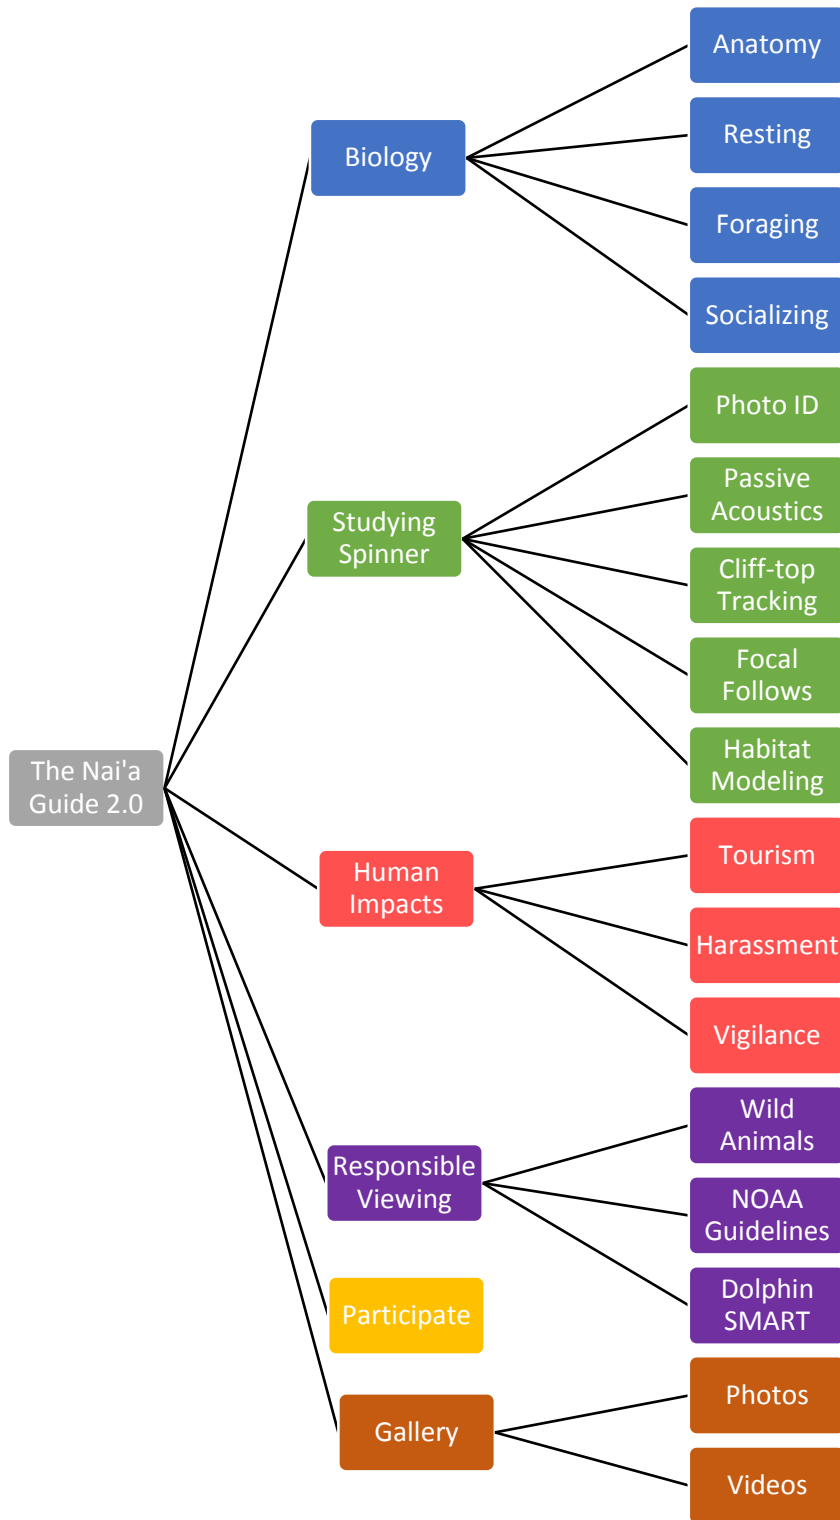 The Nai'a
Guide 2.0
Biology
Anatomy
Resting
Foraging
Socializing
Studying
Spinner
Photo ID
Passive
Acoustics
Cliff-top
Tracking
Focal
Follows
Habitat
Modeling
Human
Impacts
Tourism
Harassment
Vigilance
Responsible
Viewing
Wild
Animals
NOAA
Guidelines
Dolphin
SMART
Participate
Gallery
Photos
Videos